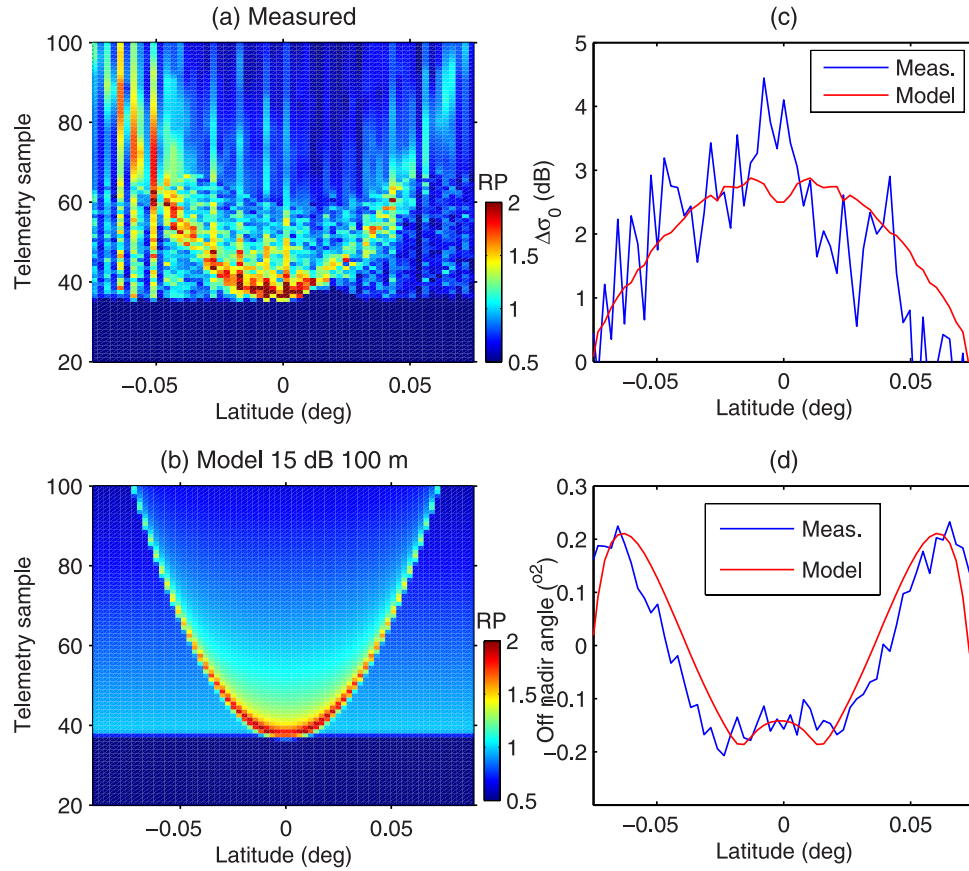 (a) Measured
100
80
60
40
20
Telemetry sample
−0.05
0
0.05
Latitude (deg)
RP
2
1.5
1
0.5
(c)
5
4
3
2
1
0
Δσ0 (dB)
Meas.
Model
−0.05
0
0.05
Latitude (deg)
(b) Model 15 dB 100 m
100
80
60
40
20
Telemetry sample
−0.05
0
0.05
Latitude (deg)
RP
2
1.5
1
0.5
(d)
0.3
0.2
0.1
0
−0.1
−0.2
Off nadir angle (o2)
Meas.
Model
−0.05
0
0.05
Latitude (deg)